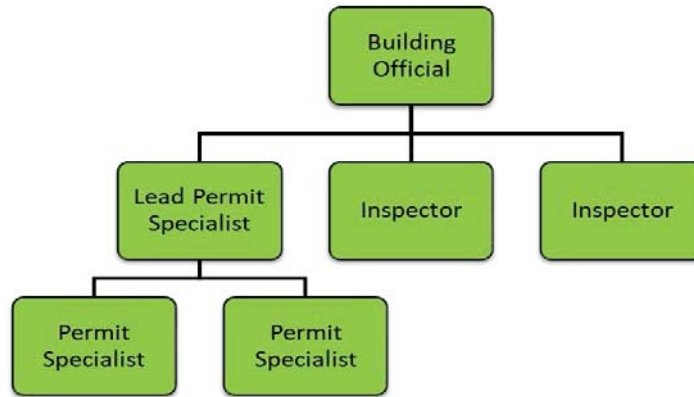 Building
Official
Lead Permit
Specialist
Inspector
Inspector
Permit
Specialist
Permit
Specialist